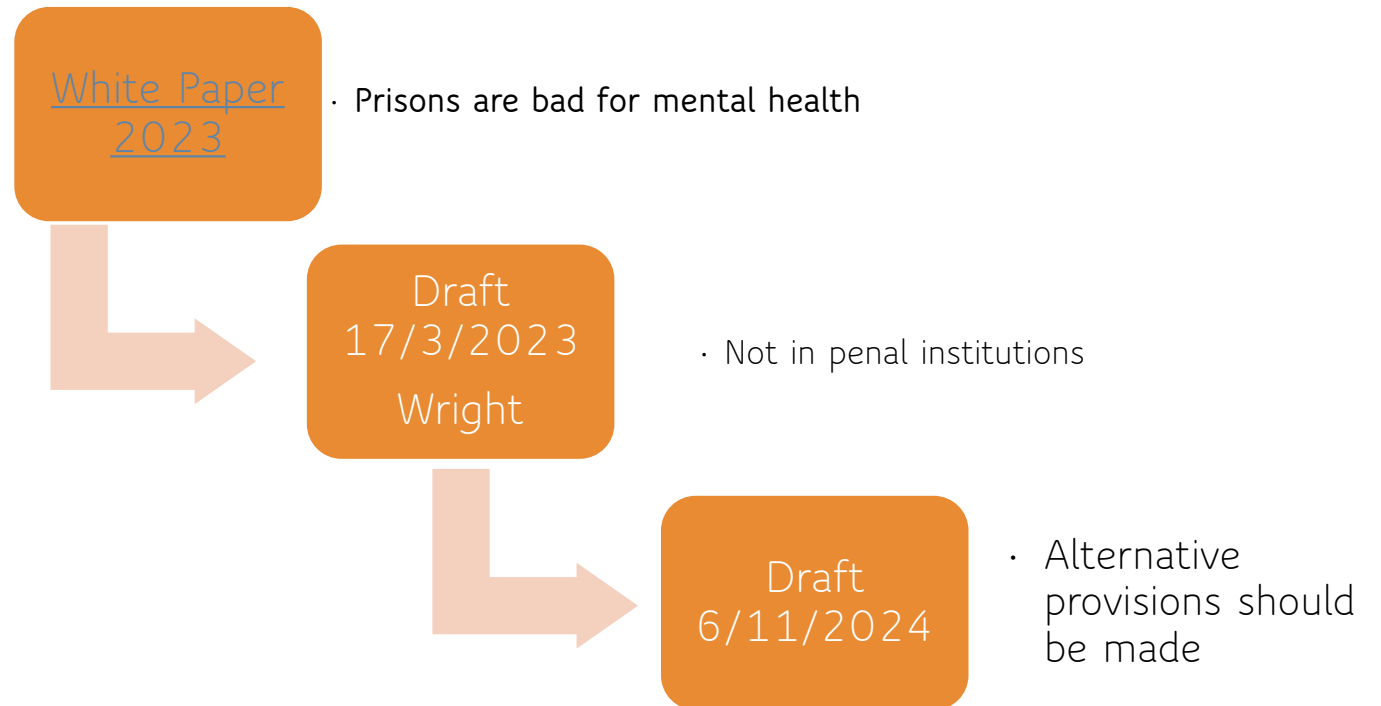 White Paper
2023
· Prisons are bad for mental health
Draft
17/3/2023
Wright
· Not in penal institutions
Draft
6/11/2024
· Alternative
provisions should
be made